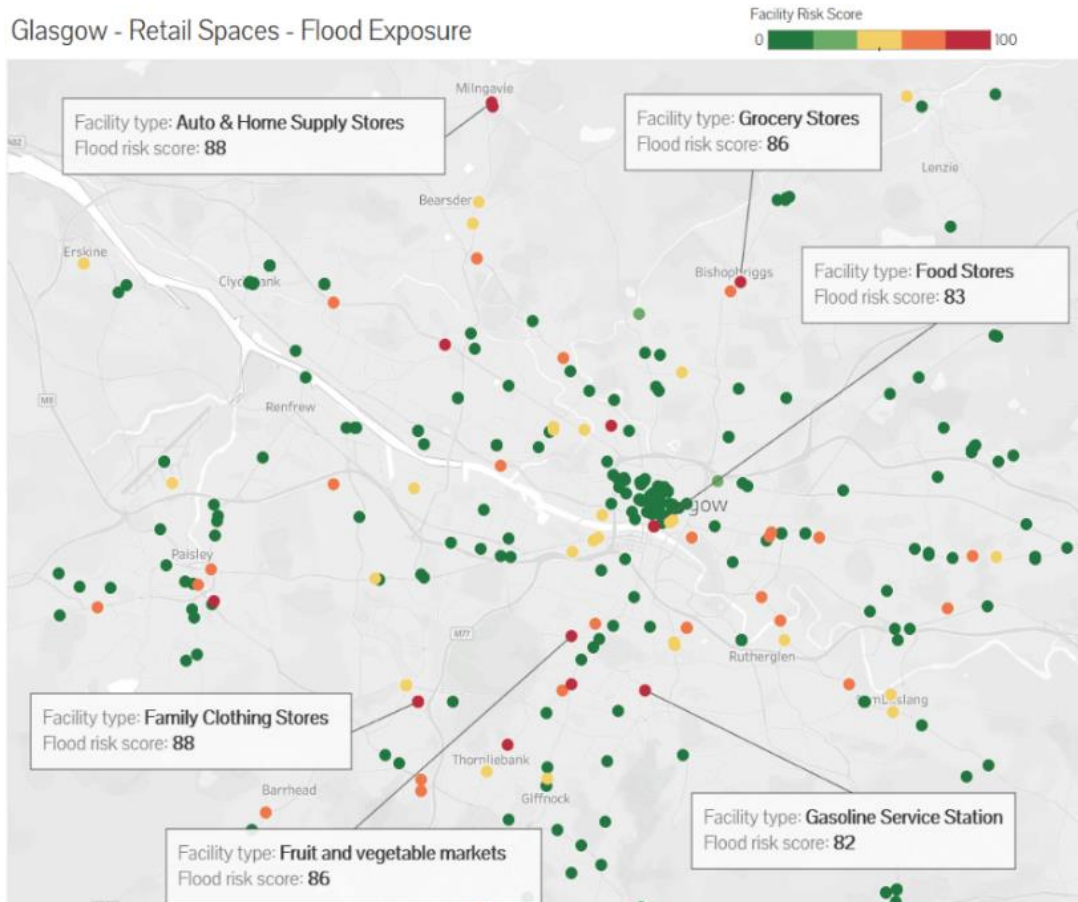 Glasgow - Retail Spaces - Flood Exposure
Facility Risk Score
0 100
Milngavie
Facility type: Auto & Home Supply Stores
Flood risk score: 88
Facility type: Grocery Stores
Flood risk score: 86
A82
Lenzie
Bearsden
Erskine
Clydebank
Bishopbriggs
Facility type: Food Stores
Flood risk score: 83
M8
Renfrew
gow
Paisley
M77
Rutherglen
Facility type: Family Clothing Stores
Flood risk score: 88
Thornliebank
Barrhead
Giffnock
Facility type: Gasoline Service Station
Flood risk score: 82
Facility type: Fruit and vegetable markets
Flood risk score: 86